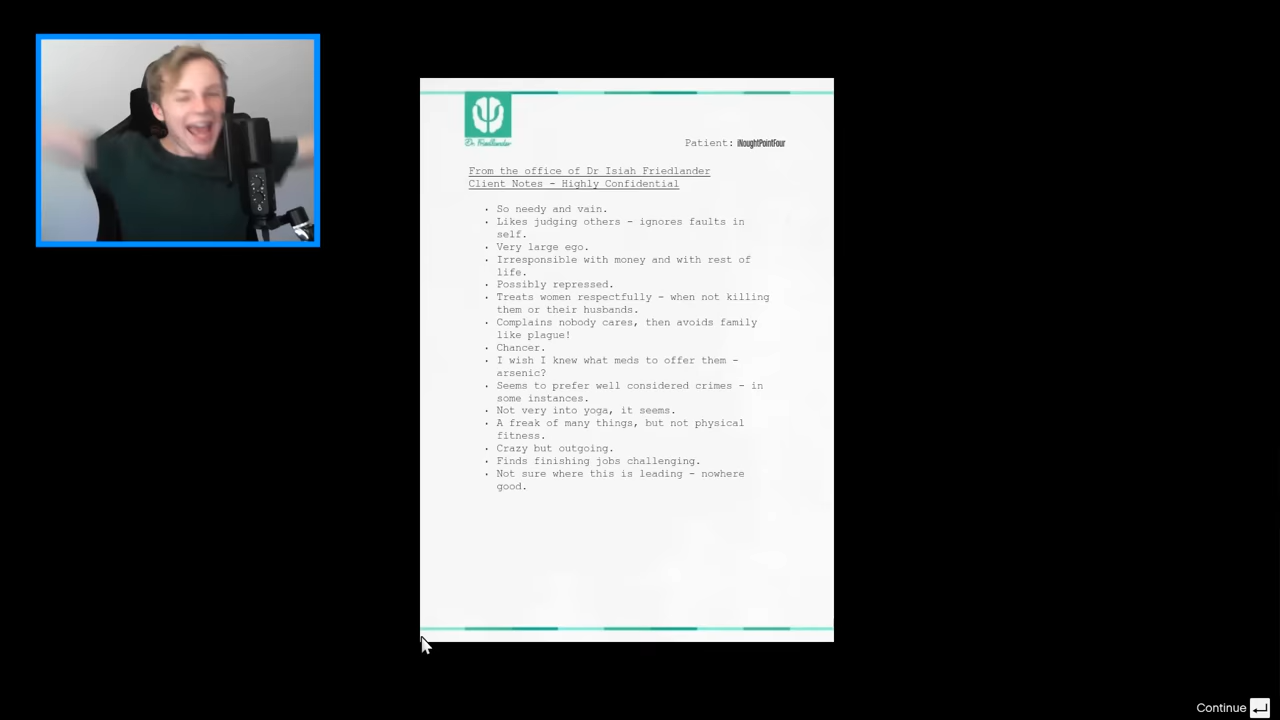 Dr Friedlander
Patient: iNoughtPointFour
From the office of Dr Isiah Friedlander
Client Notes - Highly Confidential
· So needy and vain.
· Likes judging others - ignores faults in
self.
· Very large ego.
· Irresponsible with money and with rest of
life.
· Possibly repressed.
· Treats women respectfully - when not killing
them or their husbands.
· Complains nobody cares, then avoids family
like plague!
· Chancer.
· I wish I knew what meds to offer them -
arsenic?
· Seems to prefer well considered crimes - in
some instances.
· Not very into yoga, it seems.
· A freak of many things, but not physical
fitness.
· Crazy but outgoing.
· Finds finishing jobs challenging.
· Not sure where this is leading - nowhere
good.
Continue